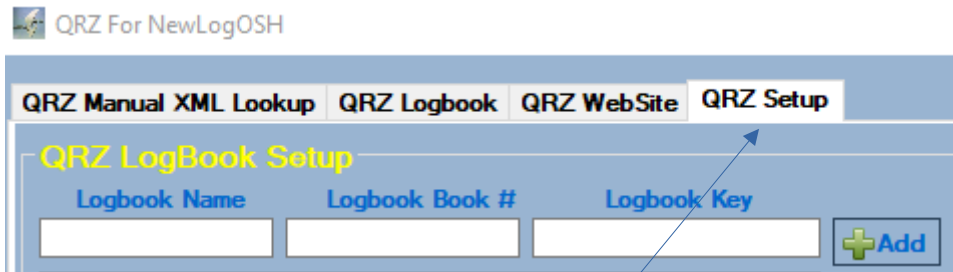 QRZ For NewLogOSH
QRZ Manual XML Lookup QRZ Logbook QRZ WebSite QRZ Setup
QRZ LogBook Setup
Logbook Name Logbook Book # Logbook Key
Add